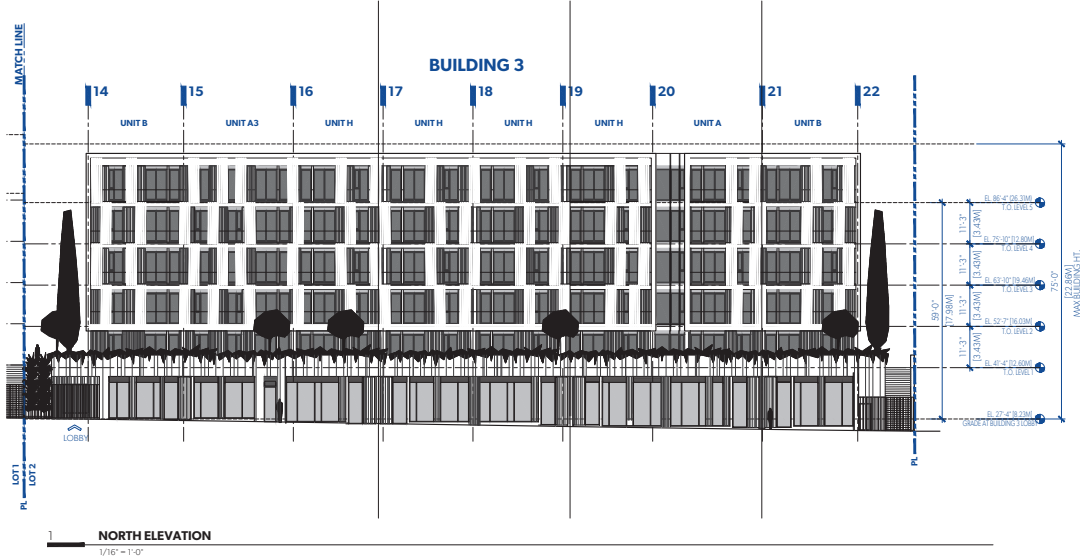 MATCH LINE
BUILDING 3
14
15
16
17
18
19
20
21
22
UNIT B
UNIT A3
UNIT H
UNIT H
UNIT H
UNIT H
UNIT A
UNIT B
EL. 86'-4" [26.31M]
T.O. LEVEL 5
11'-3"
[3.43M]
EL. 75'-10" [12.80M]
T.O. LEVEL 4
11'-3"
[3.43M]
EL. 63'-10" [19.46M]
T.O. LEVEL 3
11'-3"
[3.43M]
EL. 52'-7" [16.03M]
T.O. LEVEL 2
11'-3"
[3.43M]
EL. 41'-4" [12.60M]
T.O. LEVEL 1
59'-0"
[17.98M]
75'-0"
[22.86M]
MAX BUILDING HT.
EL. 27'-4" [8.23M]
GRADE AT BUILDING 3 LOBBY
LOBBY
LOT 1
LOT 2
PL
PL
1
NORTH ELEVATION
1/16" = 1'-0"